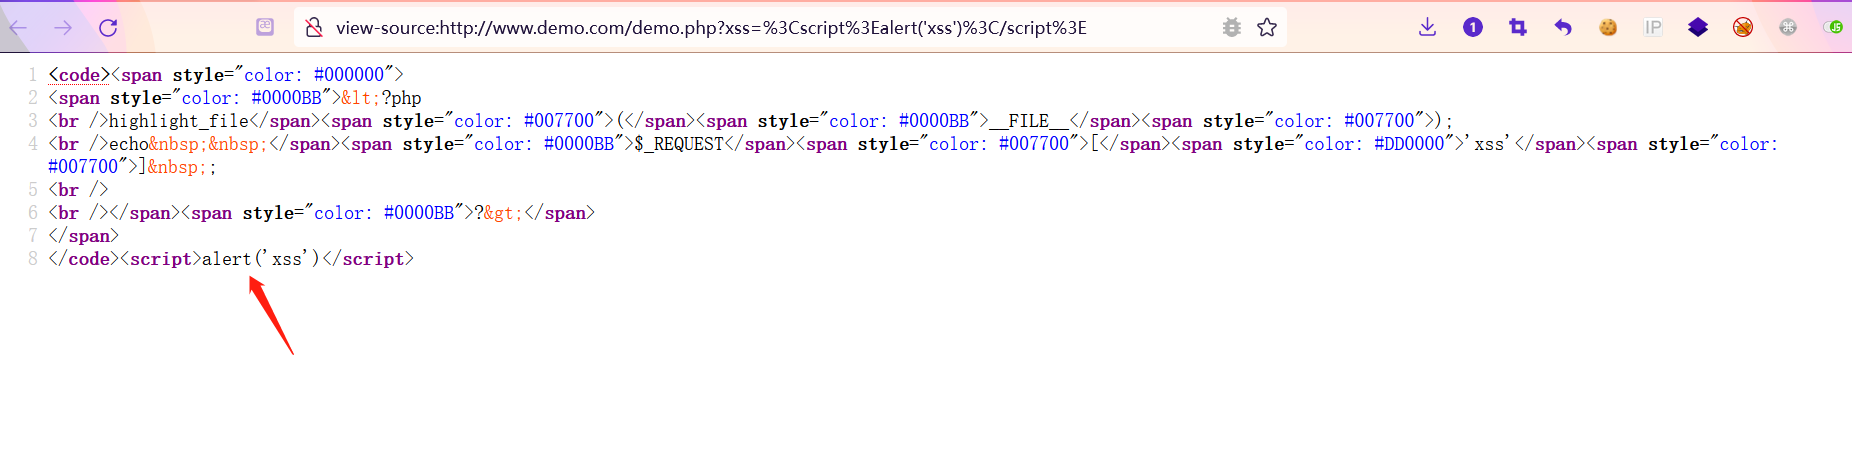 view-source:http://www.demo.com/demo.php?xss=%3Cscript%3Ealert('xss')%3C/script%3E
1
IP
JS
1 <code><span style="color: #000000">
2 <span style="color: #0000BB">&lt;?php
3 <br />highlight_file</span><span style="color: #007700">(</span><span style="color: #0000BB">__FILE__</span><span style="color: #007700">);
4 <br />echo&nbsp;&nbsp;</span><span style="color: #0000BB">$_REQUEST</span><span style="color: #007700">[</span><span style="color: #DD0000">'xss'</span><span style="color:
#007700">]&nbsp;;
5 <br />
6 <br /></span><span style="color: #0000BB">?&gt;</span>
7 </span>
8 </code><script>alert('xss')</script>